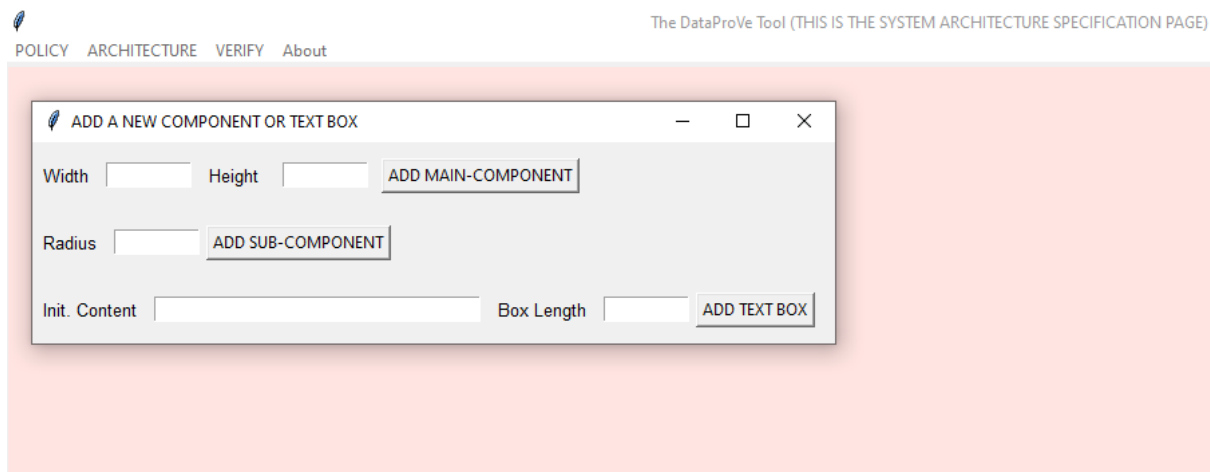 The DataProVe Tool (THIS IS THE SYSTEM ARCHITECTURE SPECIFICATION PAGE)
POLICY ARCHITECTURE VERIFY About
ADD A NEW COMPONENT OR TEXT BOX
Width Height ADD MAIN-COMPONENT
Radius ADD SUB-COMPONENT
Init. Content Box Length ADD TEXT BOX